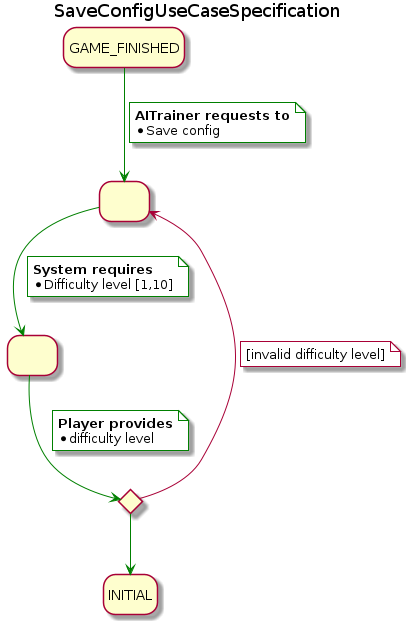 SaveConfigUseCaseSpecification
GAME_FINISHED
AITrainer requests to
• Save config
System requires
• Difficulty level [1,10]
[invalid difficulty level]
Player provides
• difficulty level
INITIAL